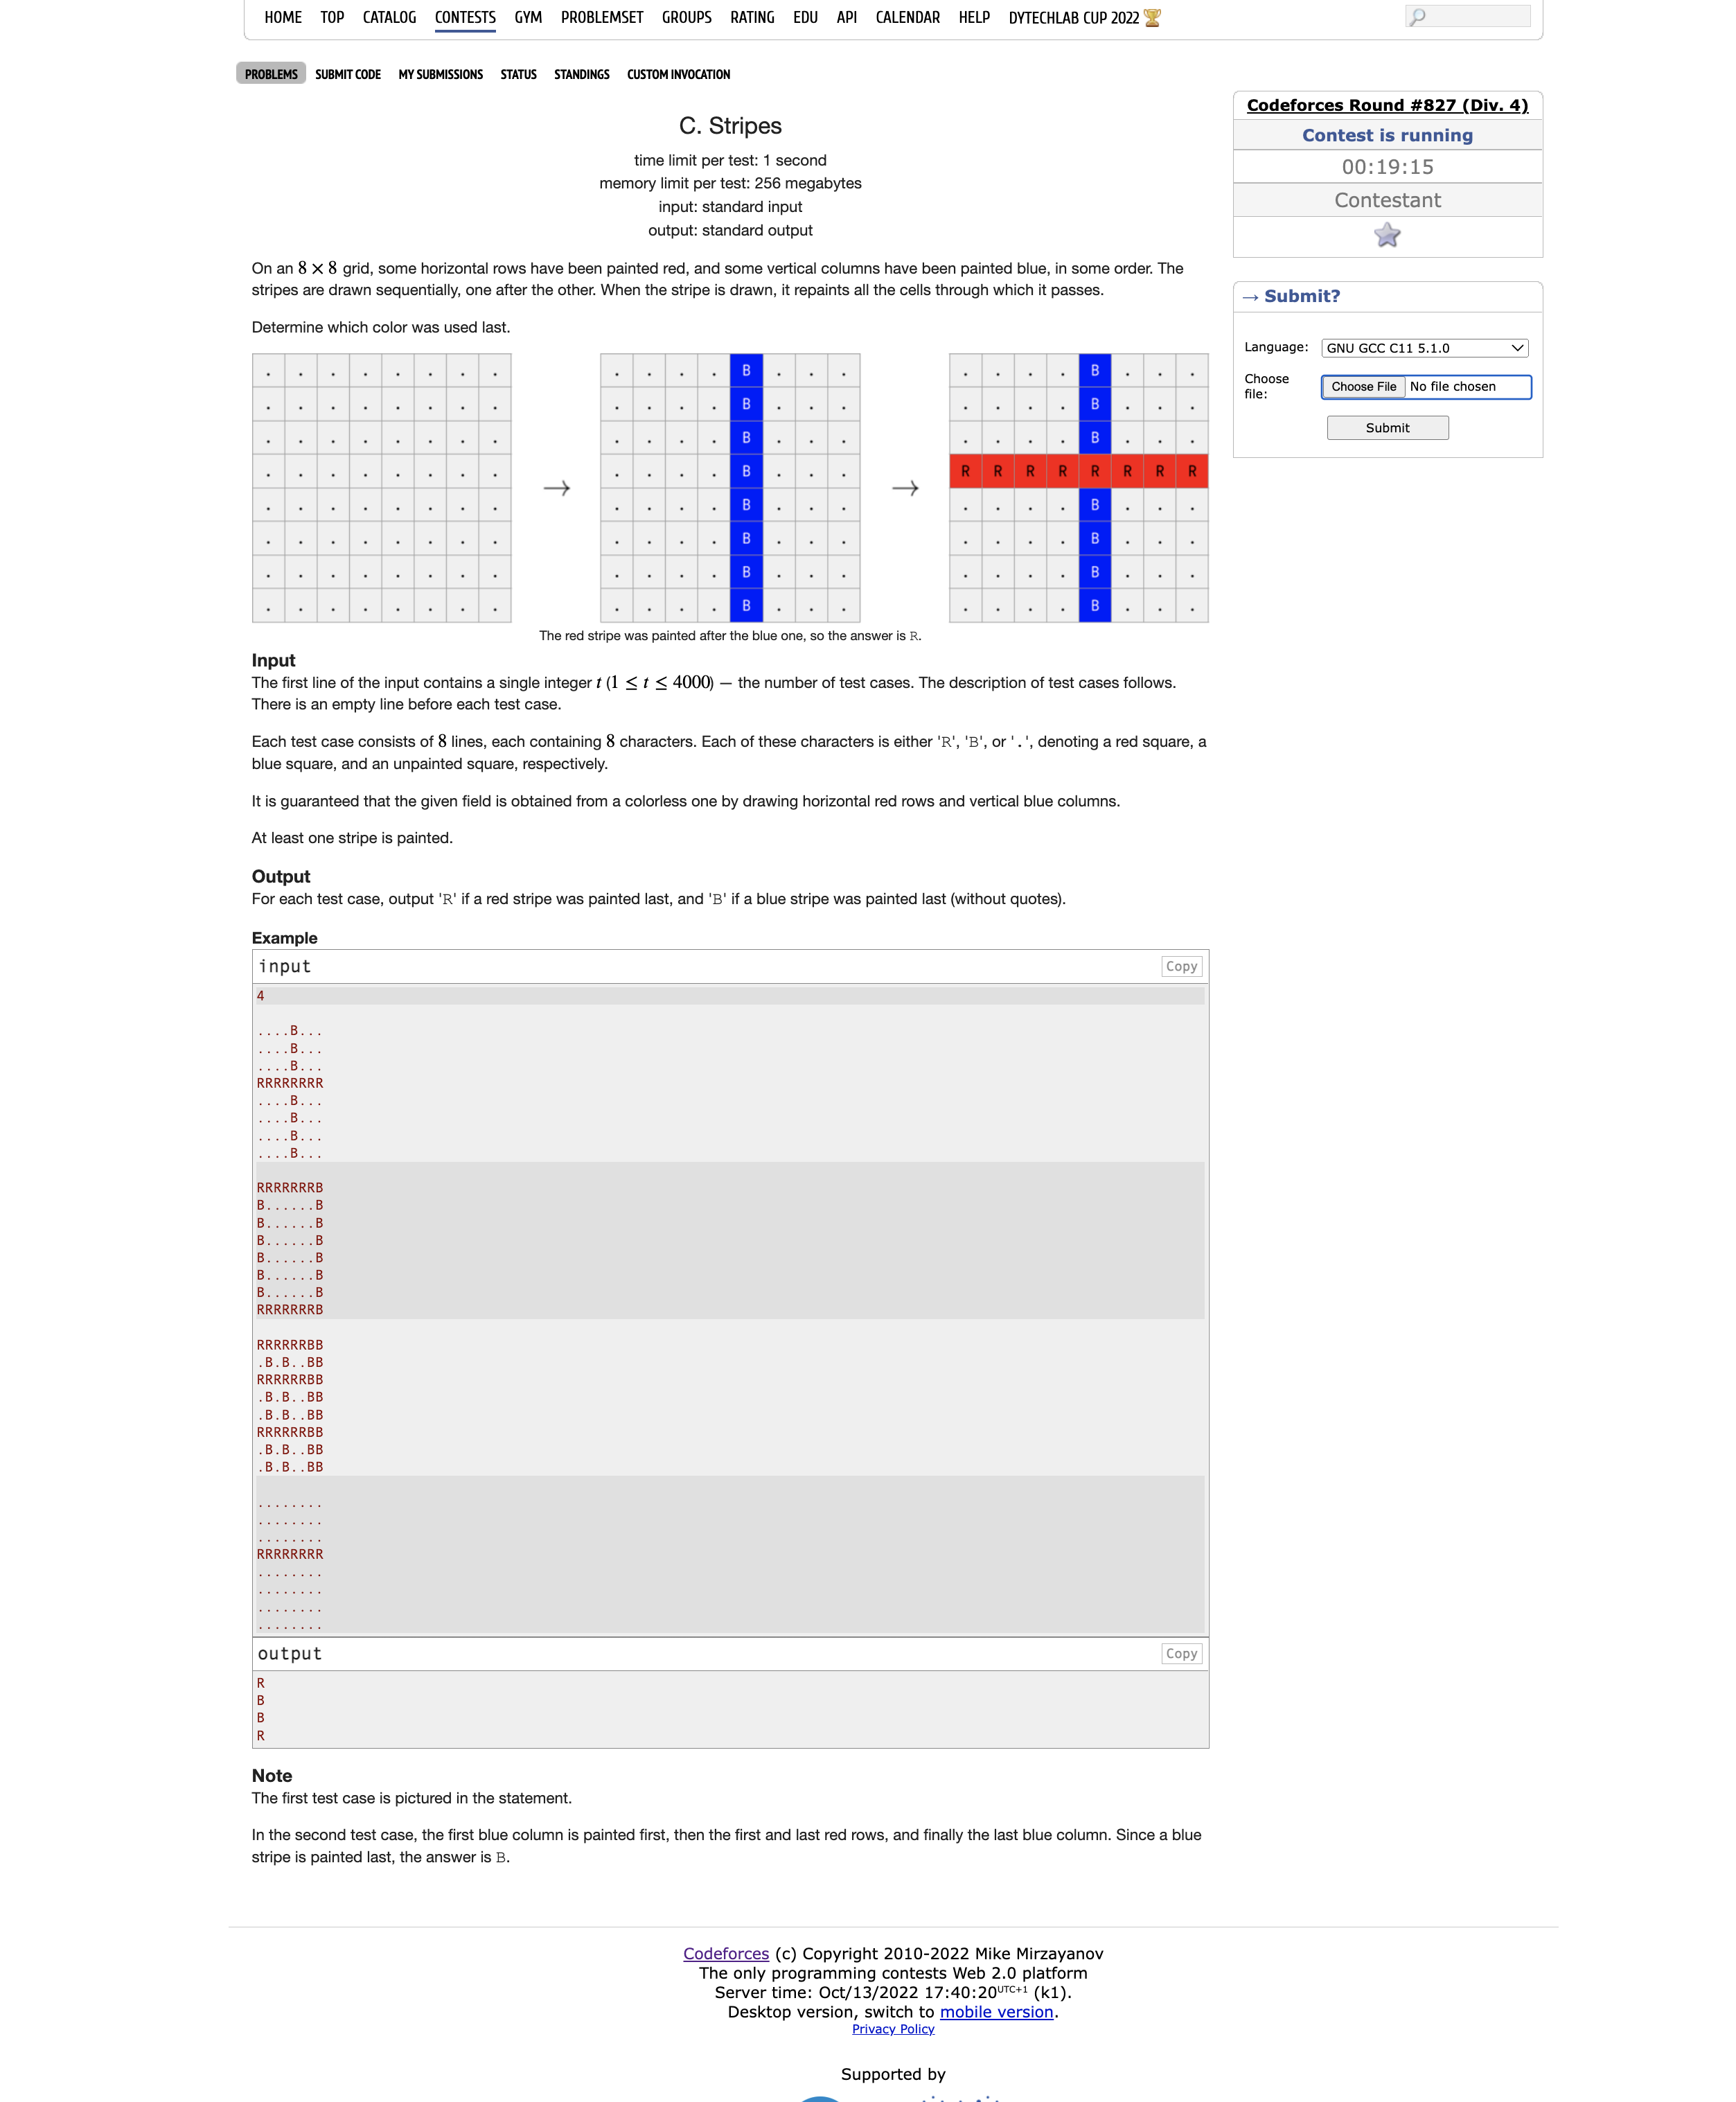 HOME TOP CATALOG CONTESTS GYM PROBLEMSET GROUPS RATING EDU API CALENDAR HELP DYTECHLAB CUP 2022
PROBLEMS SUBMIT CODE MY SUBMISSIONS STATUS STANDINGS CUSTOM INVOCATION
C. Stripes
time limit per test: 1 second
memory limit per test: 256 megabytes
input: standard input
output: standard output
On an 8 × 8 grid, some horizontal rows have been painted red, and some vertical columns have been painted blue, in some order. The
stripes are drawn sequentially, one after the other. When the stripe is drawn, it repaints all the cells through which it passes.
Determine which color was used last.
. . . . . . . . . . . . B . . . . . . . B . . .
. . . . . . . . . . . . B . . . . . . . B . . .
. . . . . . . . . . . . B . . . . . . . B . . .
. . . . . . . . . . . . B . . . R R R R R R R R
→ →
. . . . . . . . . . . . B . . . . . . . B . . .
. . . . . . . . . . . . B . . . . . . . B . . .
. . . . . . . . . . . . B . . . . . . . B . . .
. . . . . . . . . . . . B . . . . . . . B . . .
The red stripe was painted after the blue one, so the answer is R.
Input
The first line of the input contains a single integer t (1 ≤ t ≤ 4000) — the number of test cases. The description of test cases follows.
There is an empty line before each test case.
Each test case consists of 8 lines, each containing 8 characters. Each of these characters is either 'R', 'B', or '.', denoting a red square, a
blue square, and an unpainted square, respectively.
It is guaranteed that the given field is obtained from a colorless one by drawing horizontal red rows and vertical blue columns.
At least one stripe is painted.
Output
For each test case, output 'R' if a red stripe was painted last, and 'B' if a blue stripe was painted last (without quotes).
Example
input Copy
4
....B...
....B...
....B...
RRRRRRRR
....B...
....B...
....B...
....B...
RRRRRRRB
B......B
B......B
B......B
B......B
B......B
B......B
RRRRRRRB
RRRRRRBB
.B.B..BB
RRRRRRBB
.B.B..BB
.B.B..BB
RRRRRRBB
.B.B..BB
.B.B..BB
........
........
........
RRRRRRRR
........
........
........
........
output Copy
R
B
B
R
Note
The first test case is pictured in the statement.
In the second test case, the first blue column is painted first, then the first and last red rows, and finally the last blue column. Since a blue
stripe is painted last, the answer is B.
Codeforces Round #827 (Div. 4)
Contest is running
00:19:15
Contestant
→ Submit?
Language: GNU GCC C11 5.1.0
Choose file: Choose File No file chosen
Submit
Codeforces (c) Copyright 2010-2022 Mike Mirzayanov
The only programming contests Web 2.0 platform
Server time: Oct/13/2022 17:40:20 UTC+1 (k1).
Desktop version, switch to mobile version.
Privacy Policy
Supported by